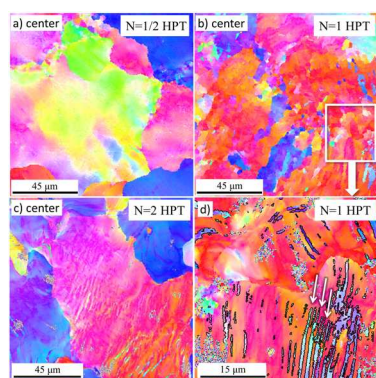 a) center
N=1/2 HPT
45 µm
b) center
N=1 HPT
45 µm
c) center
N=2 HPT
45 µm
d)
N=1 HPT
15 µm